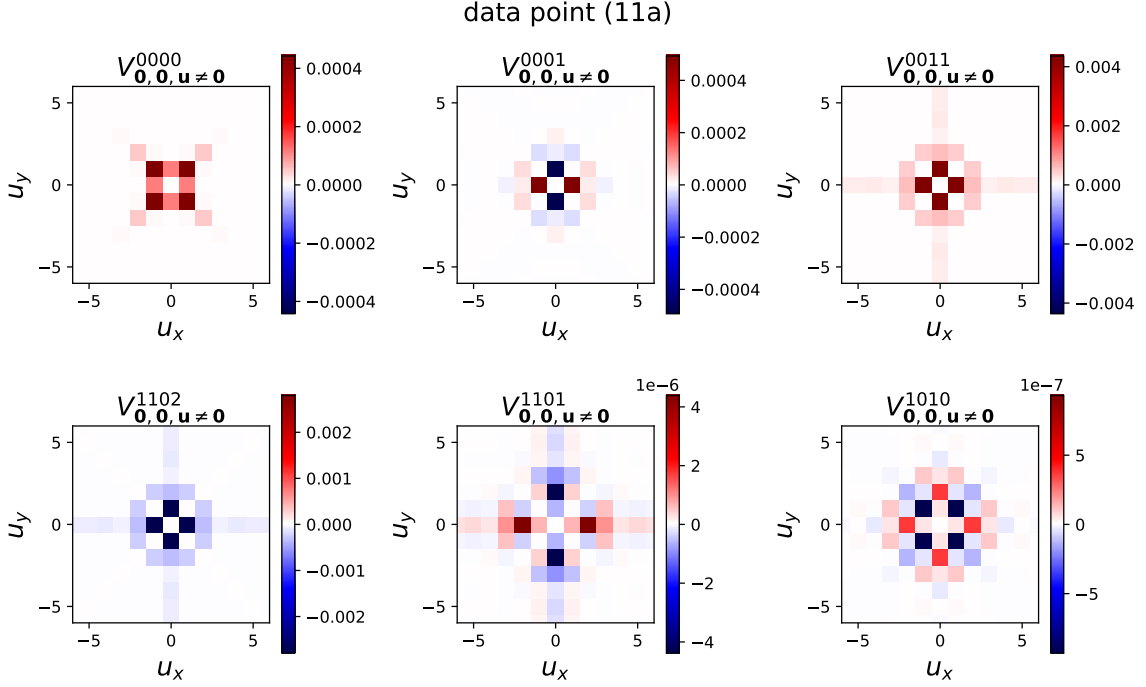 data point (11a)
V^{0000}_{0, 0, u ≠ 0}
V^{0001}_{0, 0, u ≠ 0}
V^{0011}_{0, 0, u ≠ 0}
5
0
−5
u_y
−5 0 5
u_x
0.0004
0.0002
0.0000
−0.0002
−0.0004
5
0
−5
u_y
−5 0 5
u_x
0.0004
0.0002
0.0000
−0.0002
−0.0004
5
0
−5
u_y
−5 0 5
u_x
0.004
0.002
0.000
−0.002
−0.004
V^{1102}_{0, 0, u ≠ 0}
5
0
−5
u_y
−5 0 5
u_x
0.002
0.001
0.000
−0.001
−0.002
V^{1101}_{0, 0, u ≠ 0}
5
0
−5
u_y
−5 0 5
u_x
1e−6
4
2
0
−2
−4
V^{1010}_{0, 0, u ≠ 0}
5
0
−5
u_y
−5 0 5
u_x
1e−7
5
0
−5